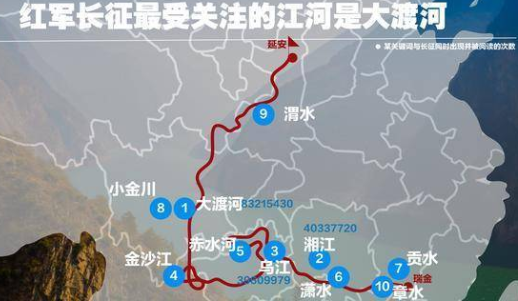 红军长征最受关注的江河是大渡河
延安
● 某关键词与长征同时出现并被阅读的次数
9 渭水
小金川
8 1 大渡河 83215430
赤水河 湘江 40337720
金沙江 5 3 2 贡水
4 乌江 7 瑞金
30809979 6 10
潇水 章水